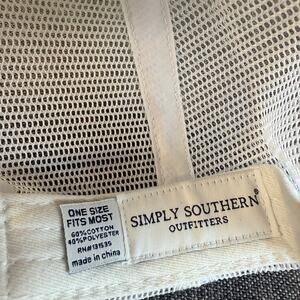 ONE SIZE
FITS MOST
60%COTTON
40%POLYESTER
RN#131535
made in china
SIMPLY SOUTHERN®
OUTFITTERS